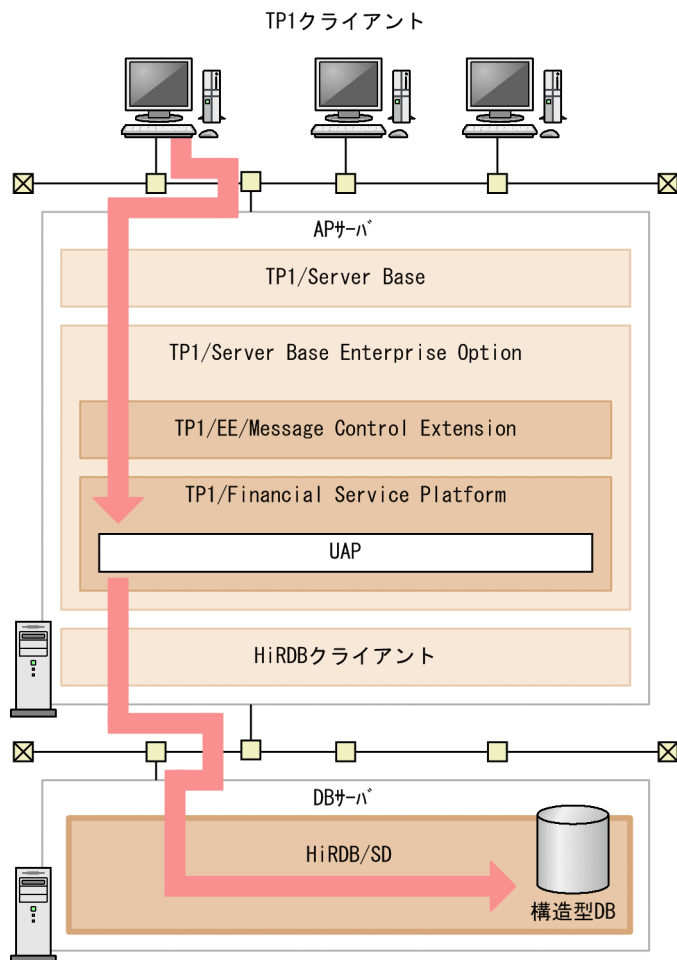 TP1クライアント
APサーバ
TP1/Server Base
TP1/Server Base Enterprise Option
TP1/EE/Message Control Extension
TP1/Financial Service Platform
UAP
HiRDBクライアント
DBサーバ
HiRDB/SD
構造型DB